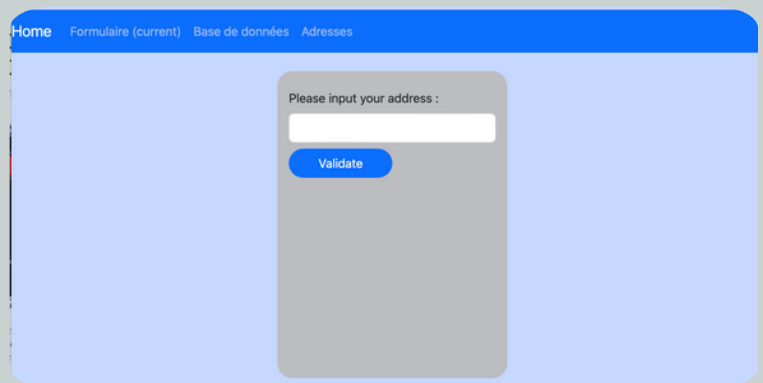 Home Formulaire (current) Base de données Adresses
Please input your address :
Validate